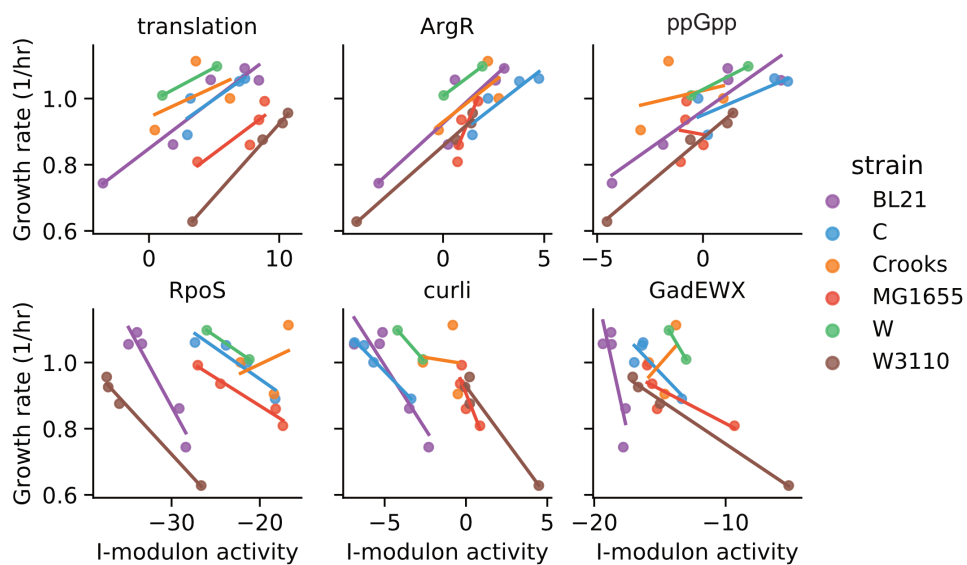 translation
ArgR
ppGpp
Growth rate (1/hr)
1.0
0.8
0.6
0
10
0
5
−5
0
strain
BL21
C
Crooks
MG1655
W
W3110
RpoS
curli
GadEWX
Growth rate (1/hr)
1.0
0.8
0.6
−30
−20
−5
0
5
−20
−10
I-modulon activity
I-modulon activity
I-modulon activity